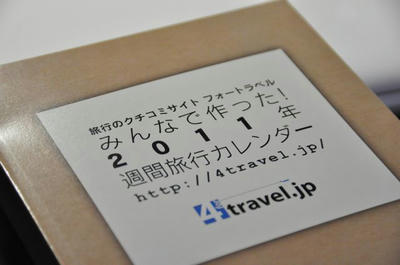 旅行のクチコミサイト フォートラベル
みんなで作った!
2011年
週間旅行カレンダー
http://4travel.jp/
4travel.jp